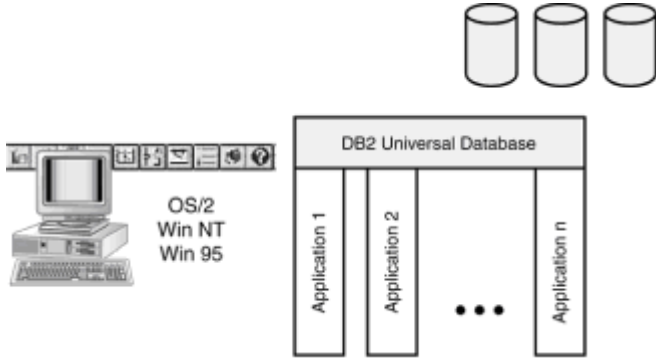 DB2 Universal Database
OS/2
Win NT
Win 95
Application 1
Application 2
Application n